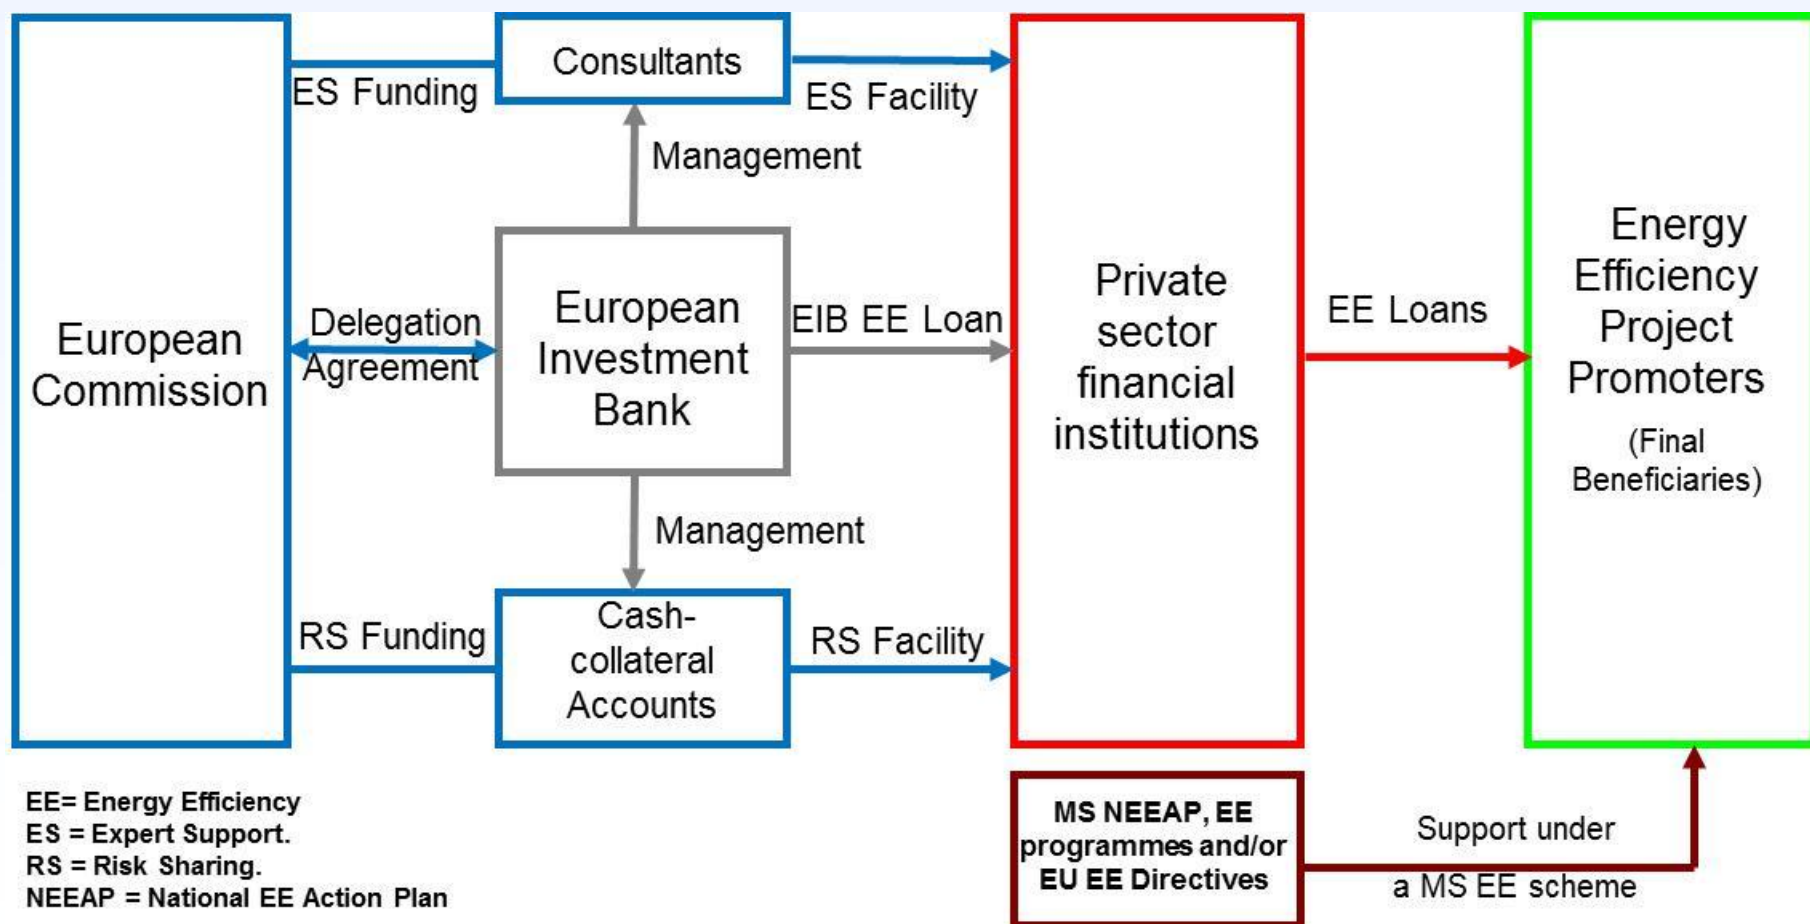 European
Commission
ES Funding
Consultants
ES Facility
Management
Delegation
Agreement
European
Investment
Bank
EIB EE Loan
Management
RS Funding
Cash-
collateral
Accounts
RS Facility
Private
sector
financial
institutions
EE Loans
Energy
Efficiency
Project
Promoters
(Final
Beneficiaries)
EE= Energy Efficiency
ES = Expert Support.
RS = Risk Sharing.
NEEAP = National EE Action Plan
MS NEEAP, EE
programmes and/or
EU EE Directives
Support under
a MS EE scheme